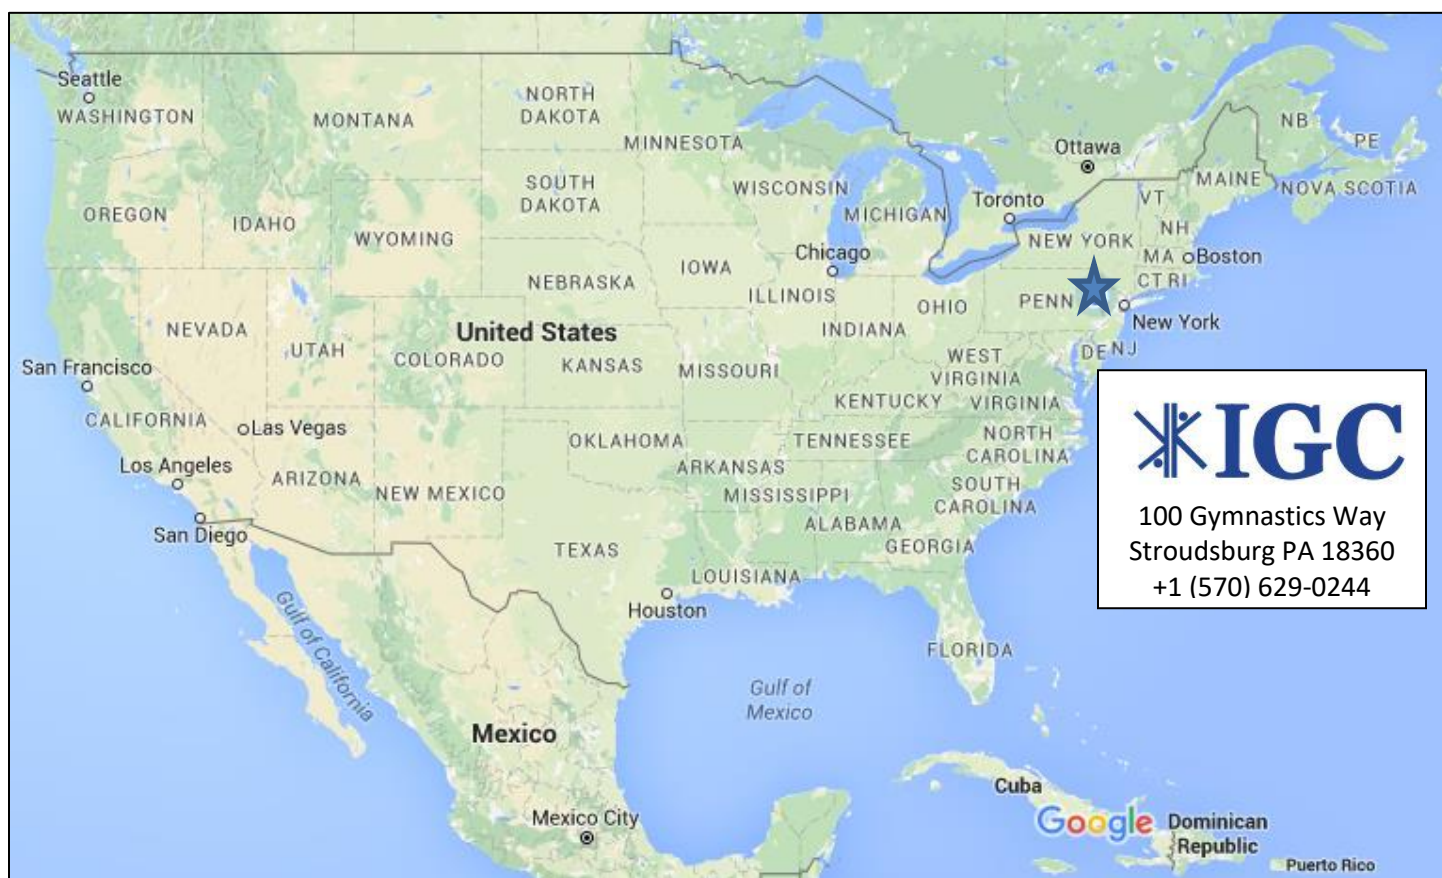 Seattle
WASHINGTON
MONTANA
NORTH
DAKOTA
MINNESOTA
Ottawa
NB
PE
MAINE
NOVA SCOTIA
OREGON
IDAHO
WYOMING
SOUTH
DAKOTA
WISCONSIN
MICHIGAN
Toronto
VT
NH
NEW YORK
MA
Boston
CT RI
NEBRASKA
IOWA
Chicago
ILLINOIS
INDIANA
OHIO
PENN
New York
NEVADA
UTAH
COLORADO
United States
KANSAS
MISSOURI
WEST
VIRGINIA
DE
NJ
San Francisco
CALIFORNIA
Las Vegas
KENTUCKY
VIRGINIA
Los Angeles
ARIZONA
NEW MEXICO
OKLAHOMA
ARKANSAS
TENNESSEE
NORTH
CAROLINA
MISSISSIPPI
SOUTH
CAROLINA
San Diego
TEXAS
ALABAMA
GEORGIA
LOUISIANA
Houston
FLORIDA
Gulf of California
Gulf of
Mexico
Mexico
Mexico City
Cuba
Google
Dominican
Republic
Puerto Rico
IGC
100 Gymnastics Way
Stroudsburg PA 18360
+1 (570) 629-0244